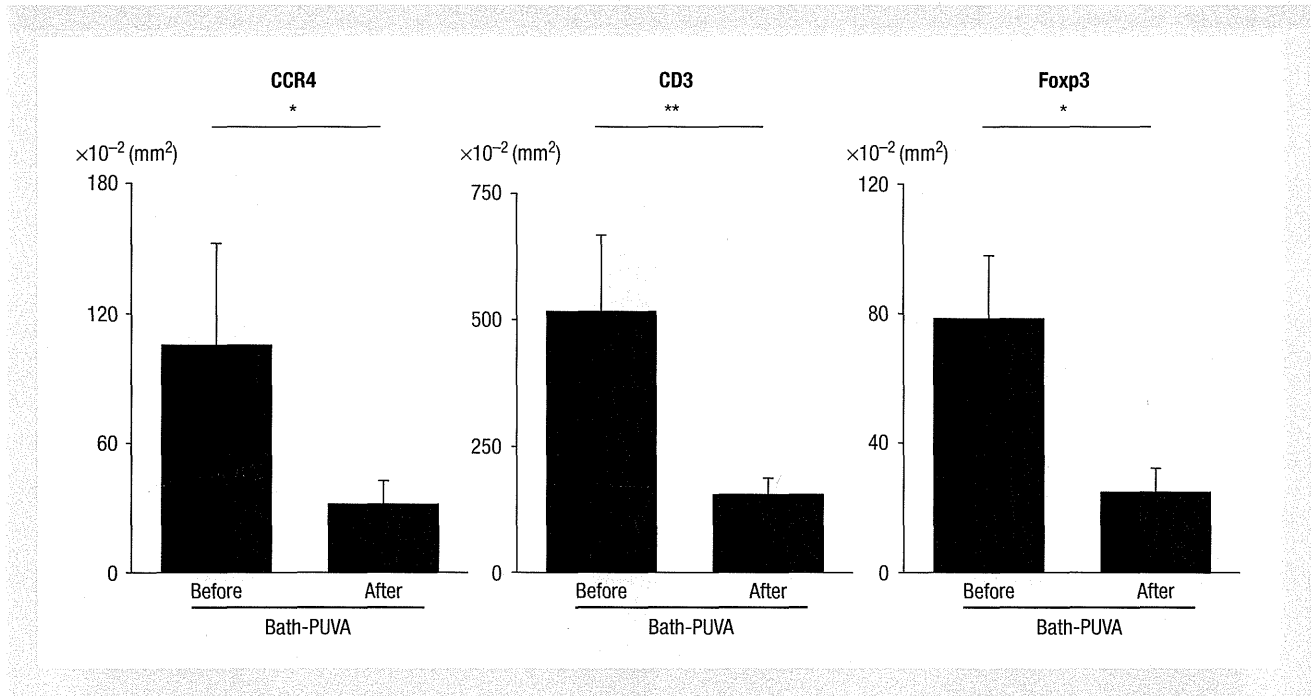 CCR4
*
×10⁻² (mm²)
180
120
60
0
Before After
Bath-PUVA
CD3
**
×10⁻² (mm²)
750
500
250
0
Before After
Bath-PUVA
Foxp3
*
×10⁻² (mm²)
120
80
40
0
Before After
Bath-PUVA